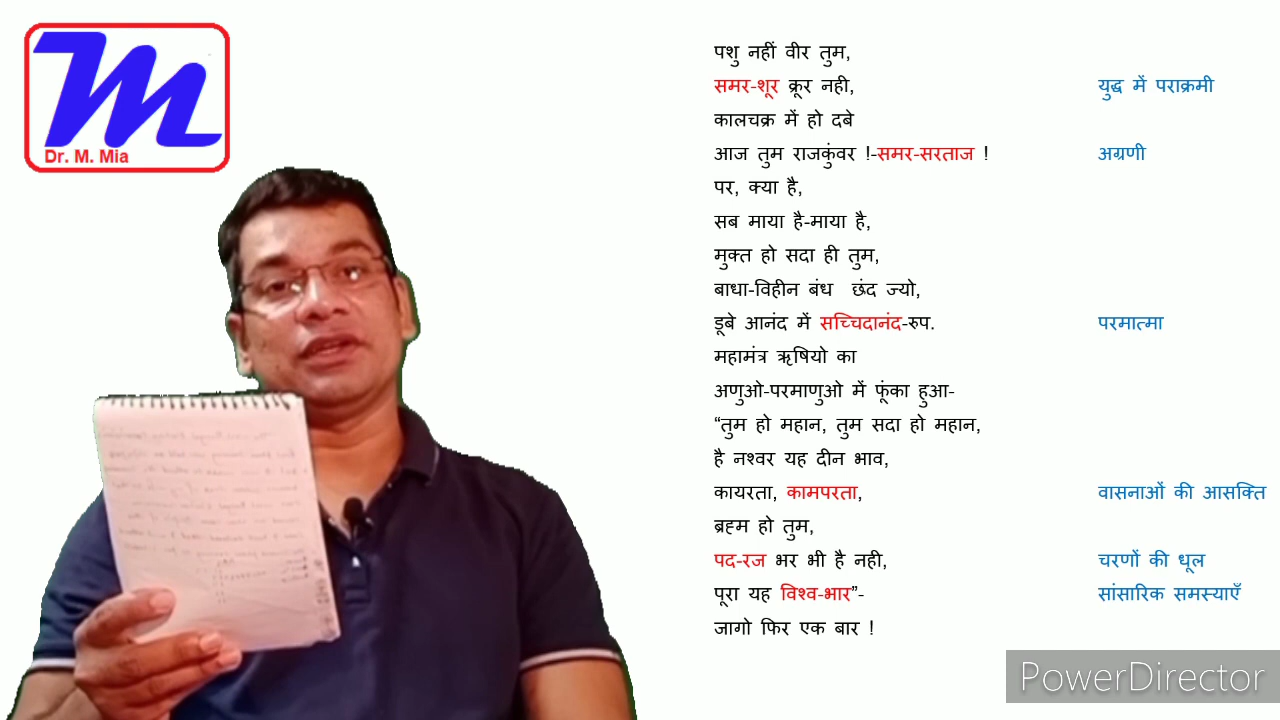 M
Dr. M. Mia
पशु नहीं वीर तुम,
समर-शूर क्रूर नही, युद्ध में पराक्रमी
कालचक्र में हो दबे
आज तुम राजकुंवर !-समर-सरताज ! अग्रणी
पर, क्या है,
सब माया है-माया है,
मुक्त हो सदा ही तुम,
बाधा-विहीन बंध छंद ज्यो,
डूबे आनंद में सच्चिदानंद-रुप. परमात्मा
महामंत्र ऋषियो का
अणुओ-परमाणुओ में फूंका हुआ-
“तुम हो महान, तुम सदा हो महान,
है नश्वर यह दीन भाव,
कायरता, कामपरता, वासनाओं की आसक्ति
ब्रह्म हो तुम,
पद-रज भर भी है नही, चरणों की धूल
पूरा यह विश्व-भार”- सांसारिक समस्याएँ
जागो फिर एक बार !
PowerDirector